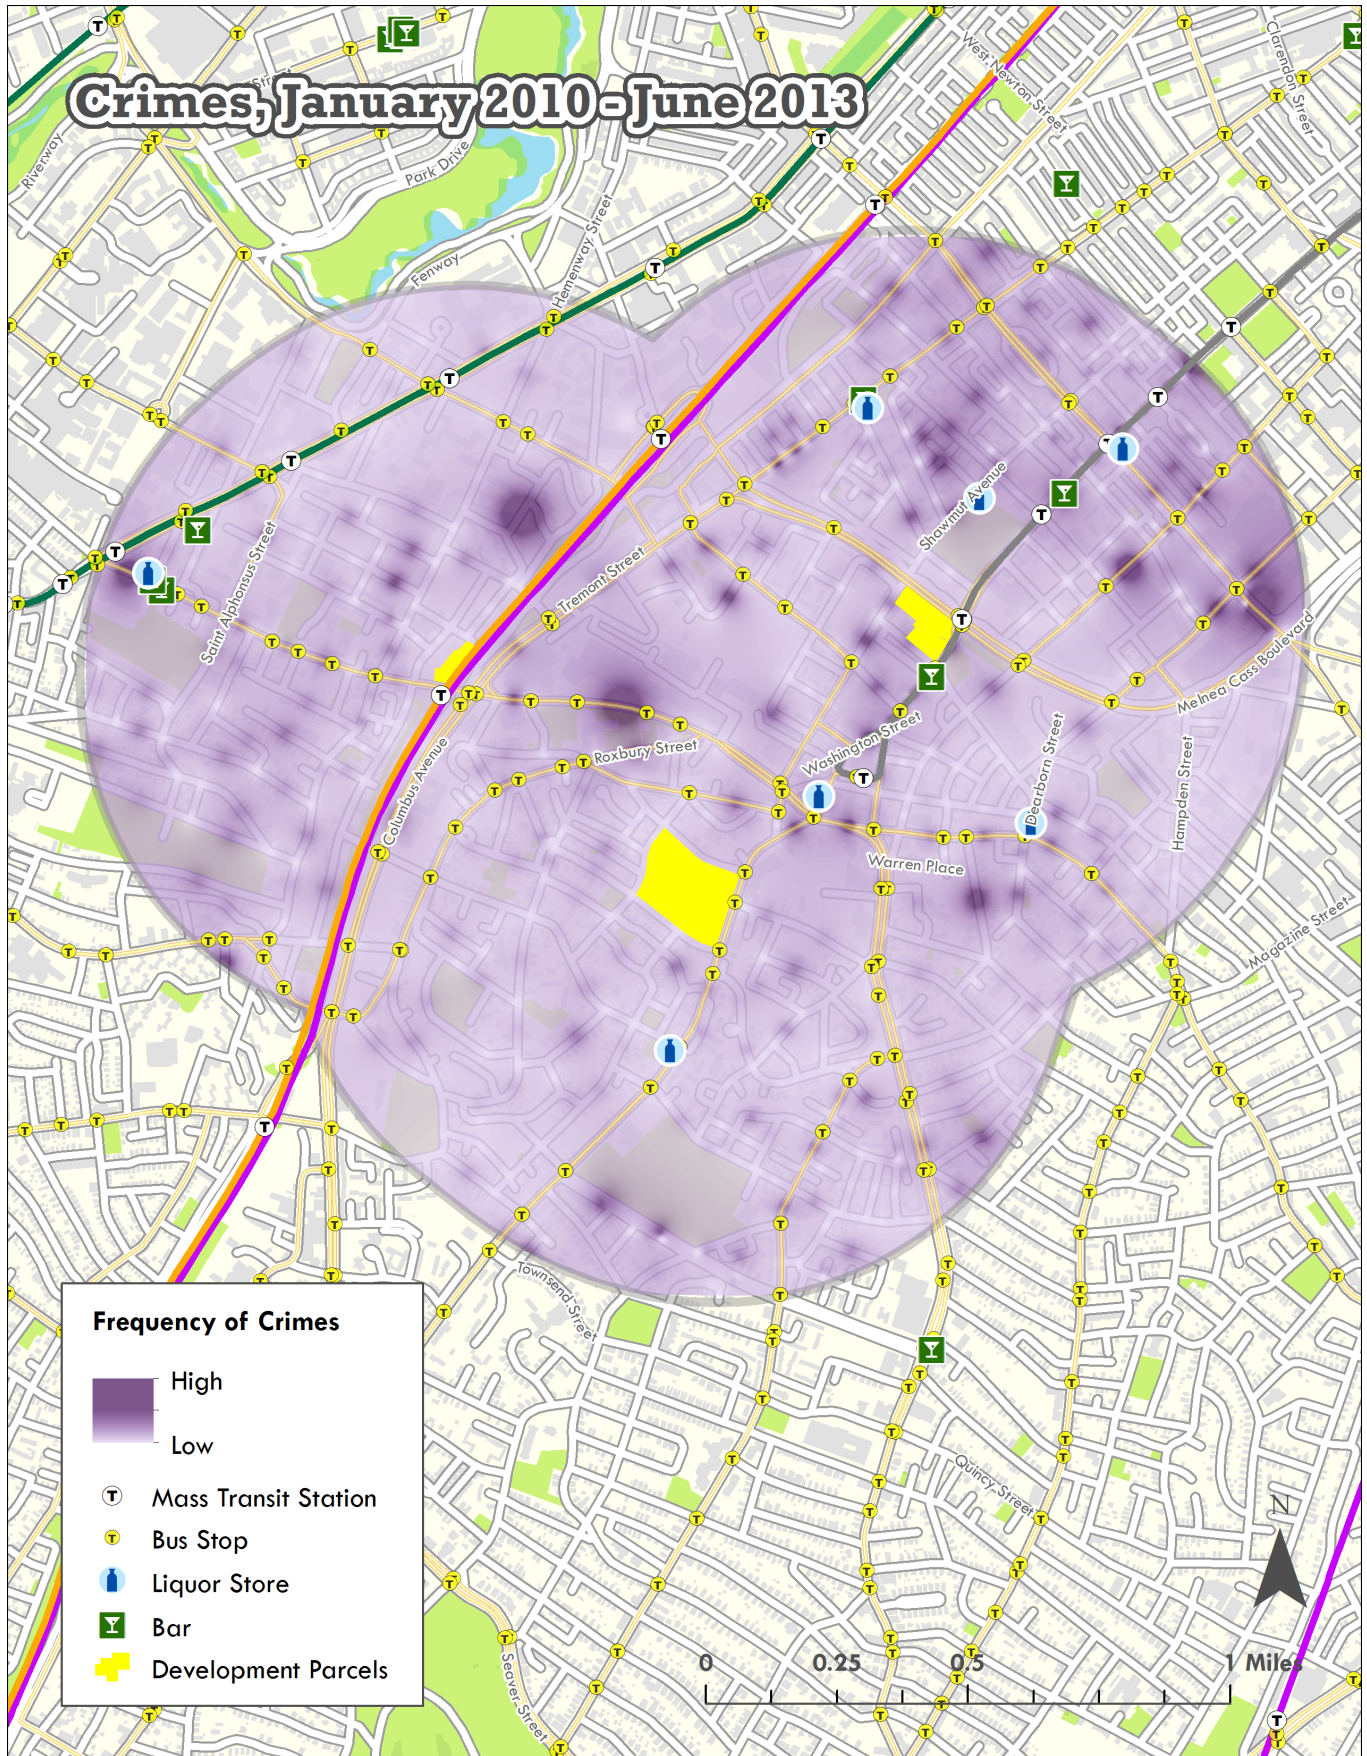 Crimes, January 2010 - June 2013
Street
Riverway
Park Drive
Fenway
Hemenway Street
West Newton Street
Clarendon Street
Saint Alphonsus Street
Tremont Street
Shawmut Avenue
Melnea Cass Boulevard
Columbus Avenue
Roxbury Street
Washington Street
Dearborn Street
Hampden Street
Warren Place
Magazine Street
Townsend Street
Quincy Street
Seaver Street
Frequency of Crimes
High
Low
T Mass Transit Station
T Bus Stop
Liquor Store
Bar
Development Parcels
N
0 0.25 0.5 1 Miles